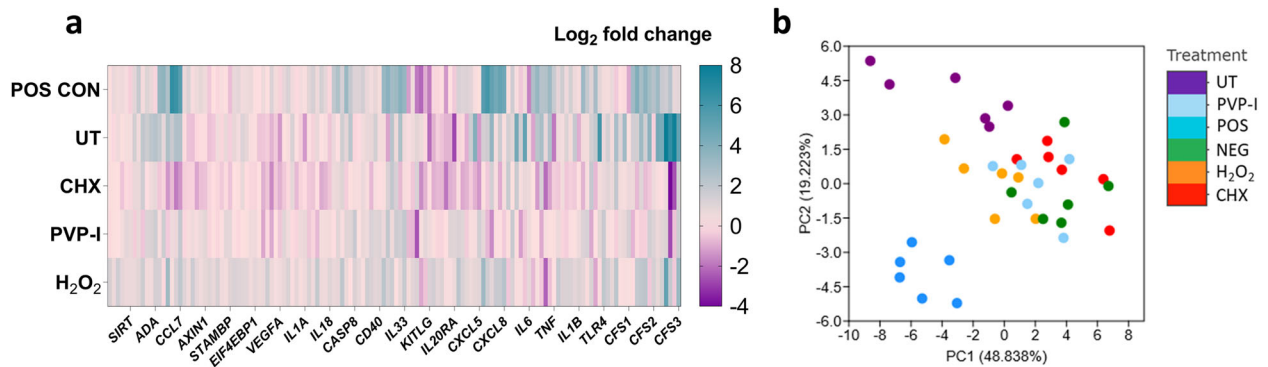 a
Log₂ fold change
POS CON
UT
CHX
PVP-I
H₂O₂
8
6
4
2
0
-2
-4
SIRT
ADA
CCL7
AXIN1
STAMBP
EIF4EBP1
VEGFA
IL1A
IL18
CASP8
CD40
IL33
KITLG
IL20RA
CXCL5
CXCL8
IL6
TNF
IL1B
TLR4
CFS1
CFS2
CFS3
b
6.0
4.5
3.0
1.5
0.0
-1.5
-3.0
-4.5
-6.0
PC2 (19.223%)
-10
-8
-6
-4
-2
0
2
4
6
8
PC1 (48.838%)
Treatment
UT
PVP-I
POS
NEG
H₂O₂
CHX